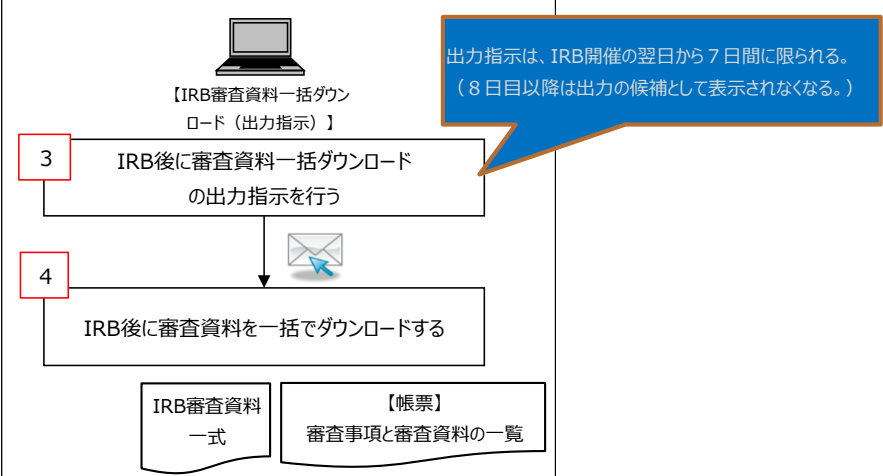 出力指示は、IRB開催の翌日から７日間に限られる。
（８日目以降は出力の候補として表示されなくなる。）
【IRB審査資料一括ダウン
ロード（出力指示）】
3
IRB後に審査資料一括ダウンロード
の出力指示を行う
4
IRB後に審査資料を一括でダウンロードする
IRB審査資料
一式
【帳票】
審査事項と審査資料の一覧